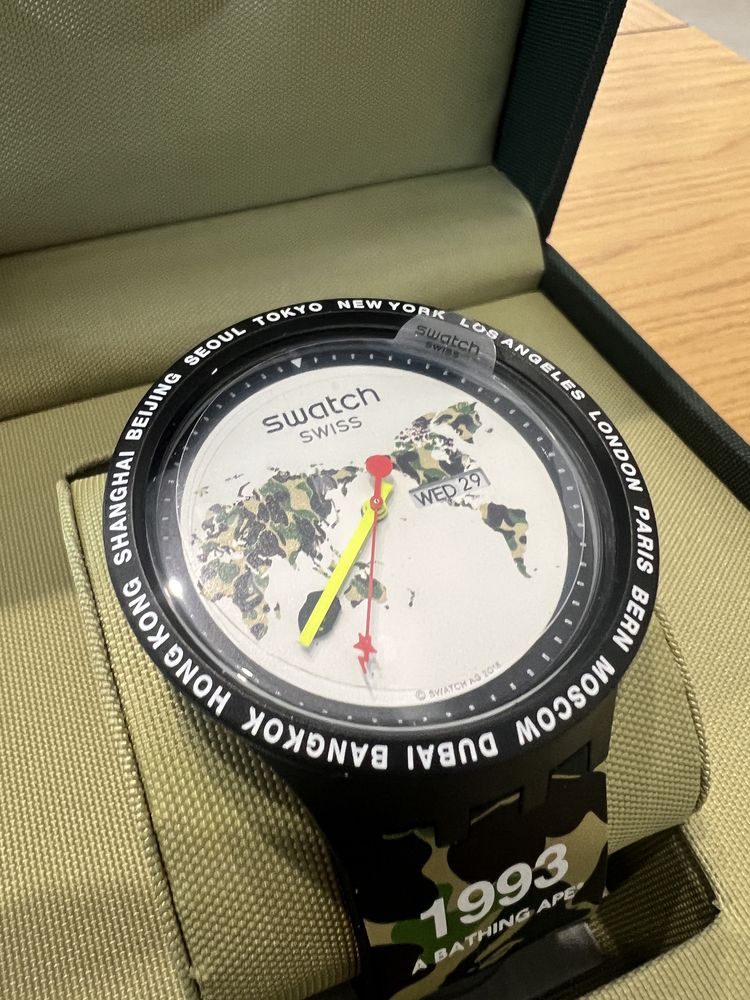 SEOUL TOKYO NEW YORK LOS ANGELES LONDON PARIS BERN MOSCOW DUBAI BANGKOK HONG KONG SHANGHAI BEIJING
swatch
SWISS
swatch
SWISS
WED 29
© SWATCH AG 2018
1993
A BATHING APE